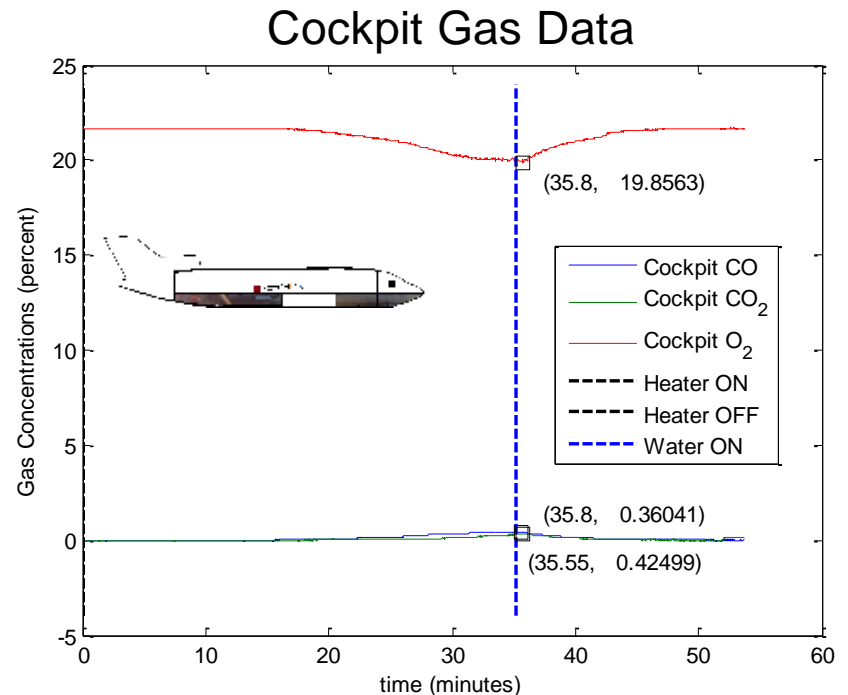 Cockpit Gas Data
Gas Concentrations (percent)
25
20
15
10
5
0
-5
(35.8, 19.8563)
Cockpit CO
Cockpit CO2
Cockpit O2
Heater ON
Heater OFF
Water ON
(35.8, 0.36041)
(35.55, 0.42499)
0 10 20 30 40 50 60
time (minutes)